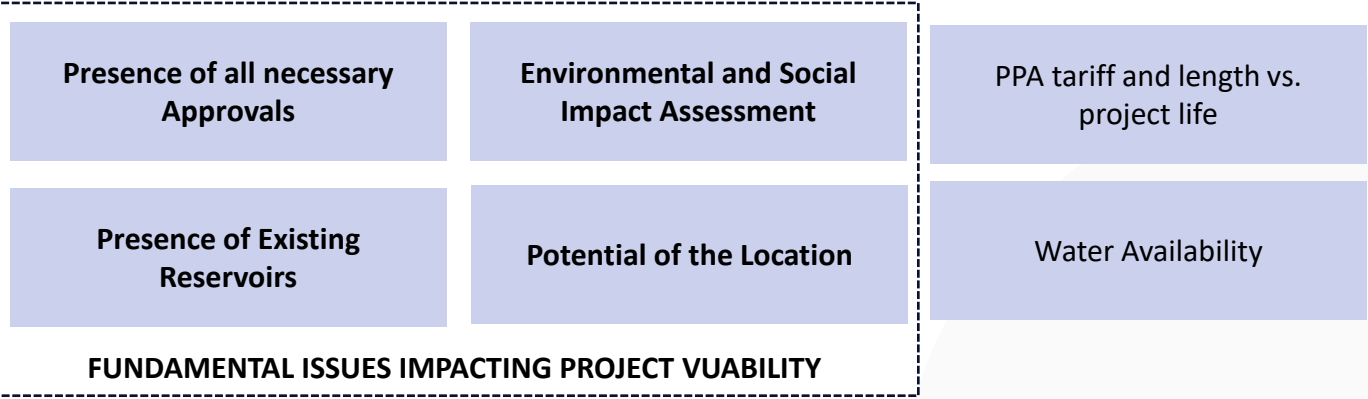 Presence of all necessary
Approvals
Environmental and Social
Impact Assessment
PPA tariff and length vs.
project life
Presence of Existing
Reservoirs
Potential of the Location
Water Availability
FUNDAMENTAL ISSUES IMPACTING PROJECT VUABILITY